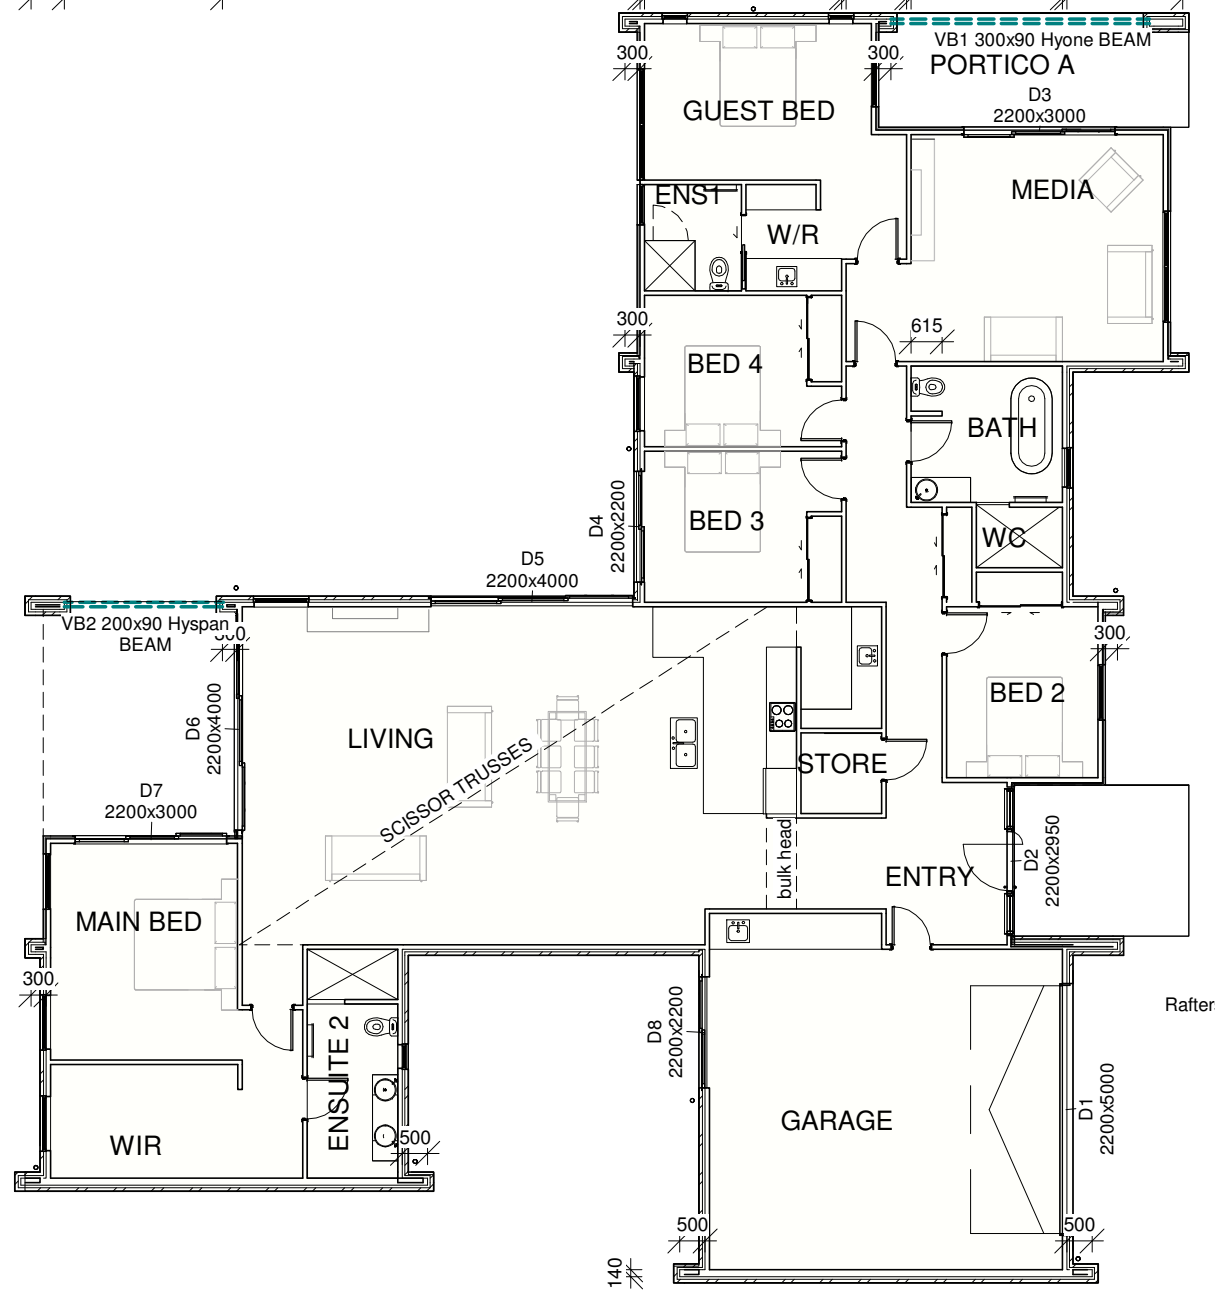 VB1 300x90 Hyone BEAM
300
300
PORTICO A
D3
2200x3000
GUEST BED
MEDIA
ENS1
W/R
300
615
BED 4
BATH
BED 3
D4
2200x2200
WC
D5
2200x4000
VB2 200x90 Hyspan
BEAM
300
300
BED 2
D6
2200x4000
LIVING
SCISSOR TRUSSES
STORE
D7
2200x3000
bulk head
ENTRY
D2
2200x2950
MAIN BED
300
Rafter
ENSUITE 2
D8
2200x2200
GARAGE
D1
2200x5000
WIR
500
500
500
140